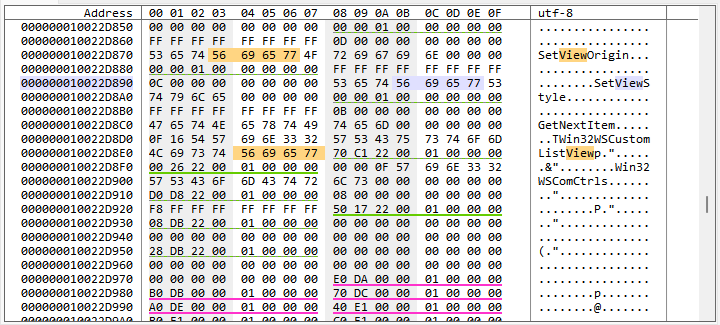 Address 00 01 02 03 04 05 06 07 08 09 0A 0B 0C 0D 0E 0F utf-8
000000010022D850 00 00 00 00 00 00 00 00 00 00 01 00 00 00 00 00 ................
000000010022D860 FF FF FF FF FF FF FF FF 0D 00 00 00 00 00 00 00 ................
000000010022D870 53 65 74 56 69 65 77 4F 72 69 67 69 6E 00 00 00 SetViewOrigin...
000000010022D880 00 00 01 00 00 00 00 00 FF FF FF FF FF FF FF FF ................
000000010022D890 0C 00 00 00 00 00 00 00 53 65 74 56 69 65 77 53 ........SetViewS
000000010022D8A0 74 79 6C 65 00 00 00 00 00 00 01 00 00 00 00 00 tyle............
000000010022D8B0 FF FF FF FF FF FF FF FF 0B 00 00 00 00 00 00 00 ................
000000010022D8C0 47 65 74 4E 65 78 74 49 74 65 6D 00 00 00 00 00 GetNextItem.....
000000010022D8D0 0F 16 54 57 69 6E 33 32 57 53 43 75 73 74 6F 6D ..TWin32WSCustom
000000010022D8E0 4C 69 73 74 56 69 65 77 70 C1 22 00 01 00 00 00 ListViewp.".....
000000010022D8F0 00 26 22 00 01 00 00 00 00 00 0F 57 69 6E 33 32 .&"........Win32
000000010022D900 57 53 43 6F 6D 43 74 72 6C 73 00 00 00 00 00 00 WSComCtrls......
000000010022D910 D0 D8 22 00 01 00 00 00 08 00 00 00 00 00 00 00 ..".............
000000010022D920 F8 FF FF FF FF FF FF FF 50 17 22 00 01 00 00 00 ........P.".....
000000010022D930 08 DB 22 00 01 00 00 00 00 00 00 00 00 00 00 00 ..".............
000000010022D940 00 00 00 00 00 00 00 00 00 00 00 00 00 00 00 00 ................
000000010022D950 28 DB 22 00 01 00 00 00 00 00 00 00 00 00 00 00 (.".............
000000010022D960 00 00 00 00 00 00 00 00 00 00 00 00 00 00 00 00 ................
000000010022D970 00 00 00 00 00 00 00 00 E0 DA 00 00 01 00 00 00 ................
000000010022D980 B0 DB 00 00 01 00 00 00 70 DC 00 00 01 00 00 00 ........p.......
000000010022D990 A0 DE 00 00 01 00 00 00 40 E1 00 00 01 00 00 00 ........@.......